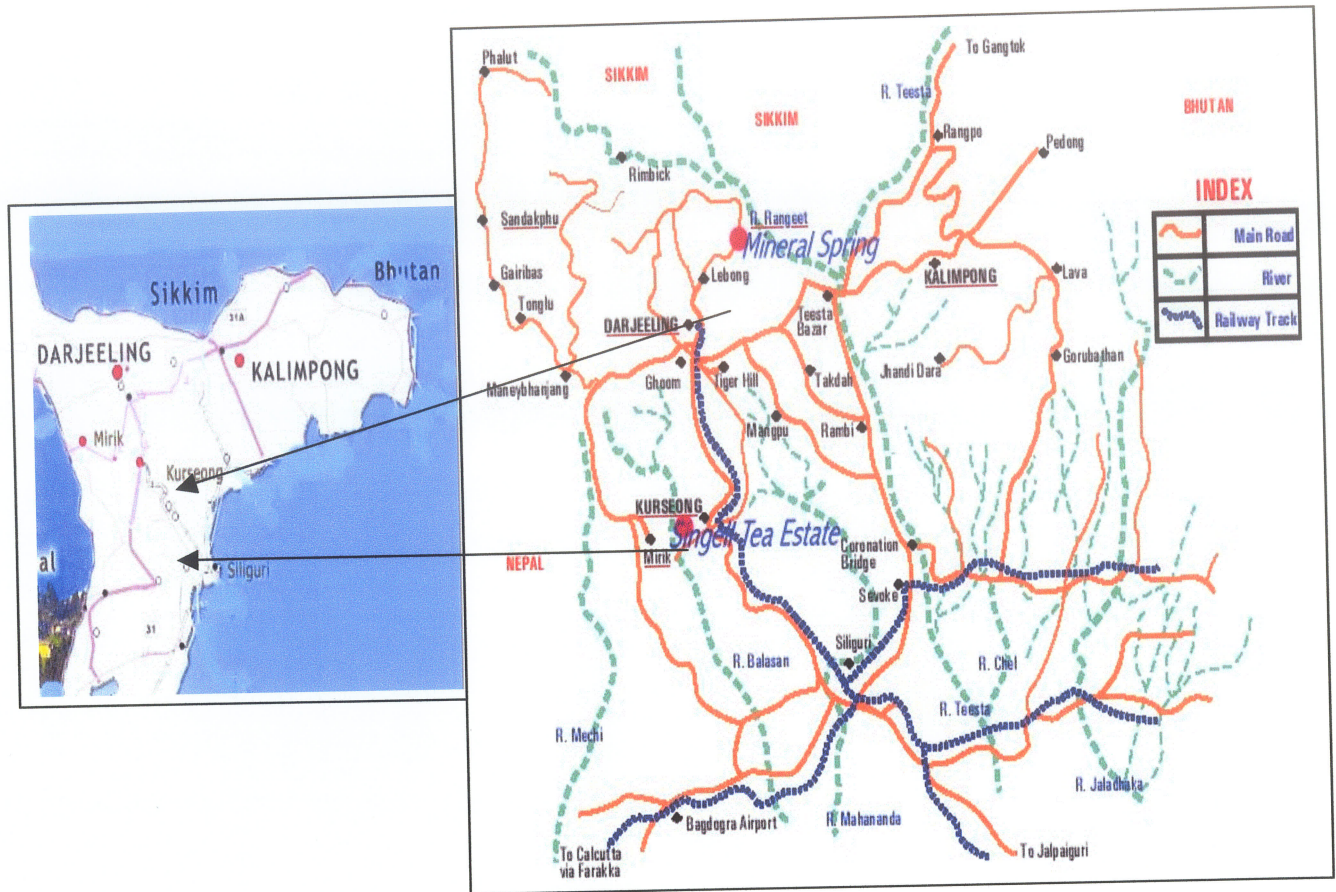 Sikkim
Bhutan
31A
DARJEELING
KALIMPONG
Mirik
Kurseong
al
Siliguri
31
Phalut
SIKKIM
To Gangtok
R. Teesta
SIKKIM
BHUTAN
Rangpo
Pedong
Rimbick
INDEX
Main Road
River
Railway Track
Sandakphu
R. Rangeet
Mineral Spring
Gairibas
Lebong
KALIMPONG
Lava
Tonglu
DARJEELING
Teesta
Bazar
Maneybhanjang
Ghoom
Tiger Hill
Takdah
Jhandi Dara
Gorubathan
Mangpu
Rambi
KURSEONG
Singell Tea Estate
Mirik
NEPAL
Coronation
Bridge
Sevoke
Siliguri
R. Balasan
R. Chel
R. Teesta
R. Mechi
R. Jaladhaka
Bagdogra Airport
R. Mahananda
To Calcutta
via Farakka
To Jalpaiguri